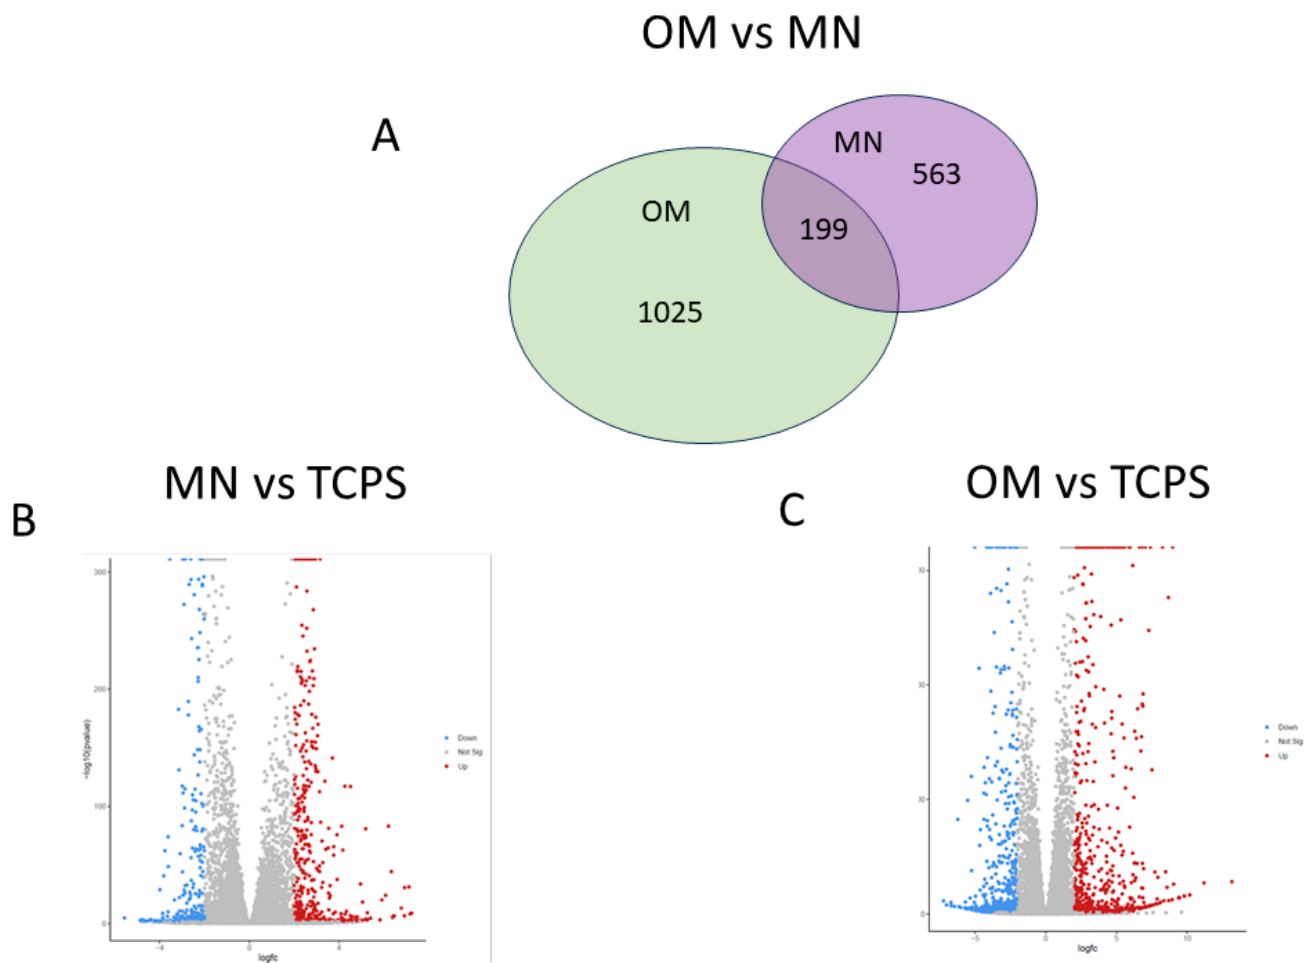 OM vs MN
A
MN
563
OM
199
1025
MN vs TCPS
B
300
200
100
0
-4
0
4
logfc
-log10(pvalue)
Down
Not Sig
Up
OM vs TCPS
C
0
-5
0
5
10
logfc
Down
Not Sig
Up